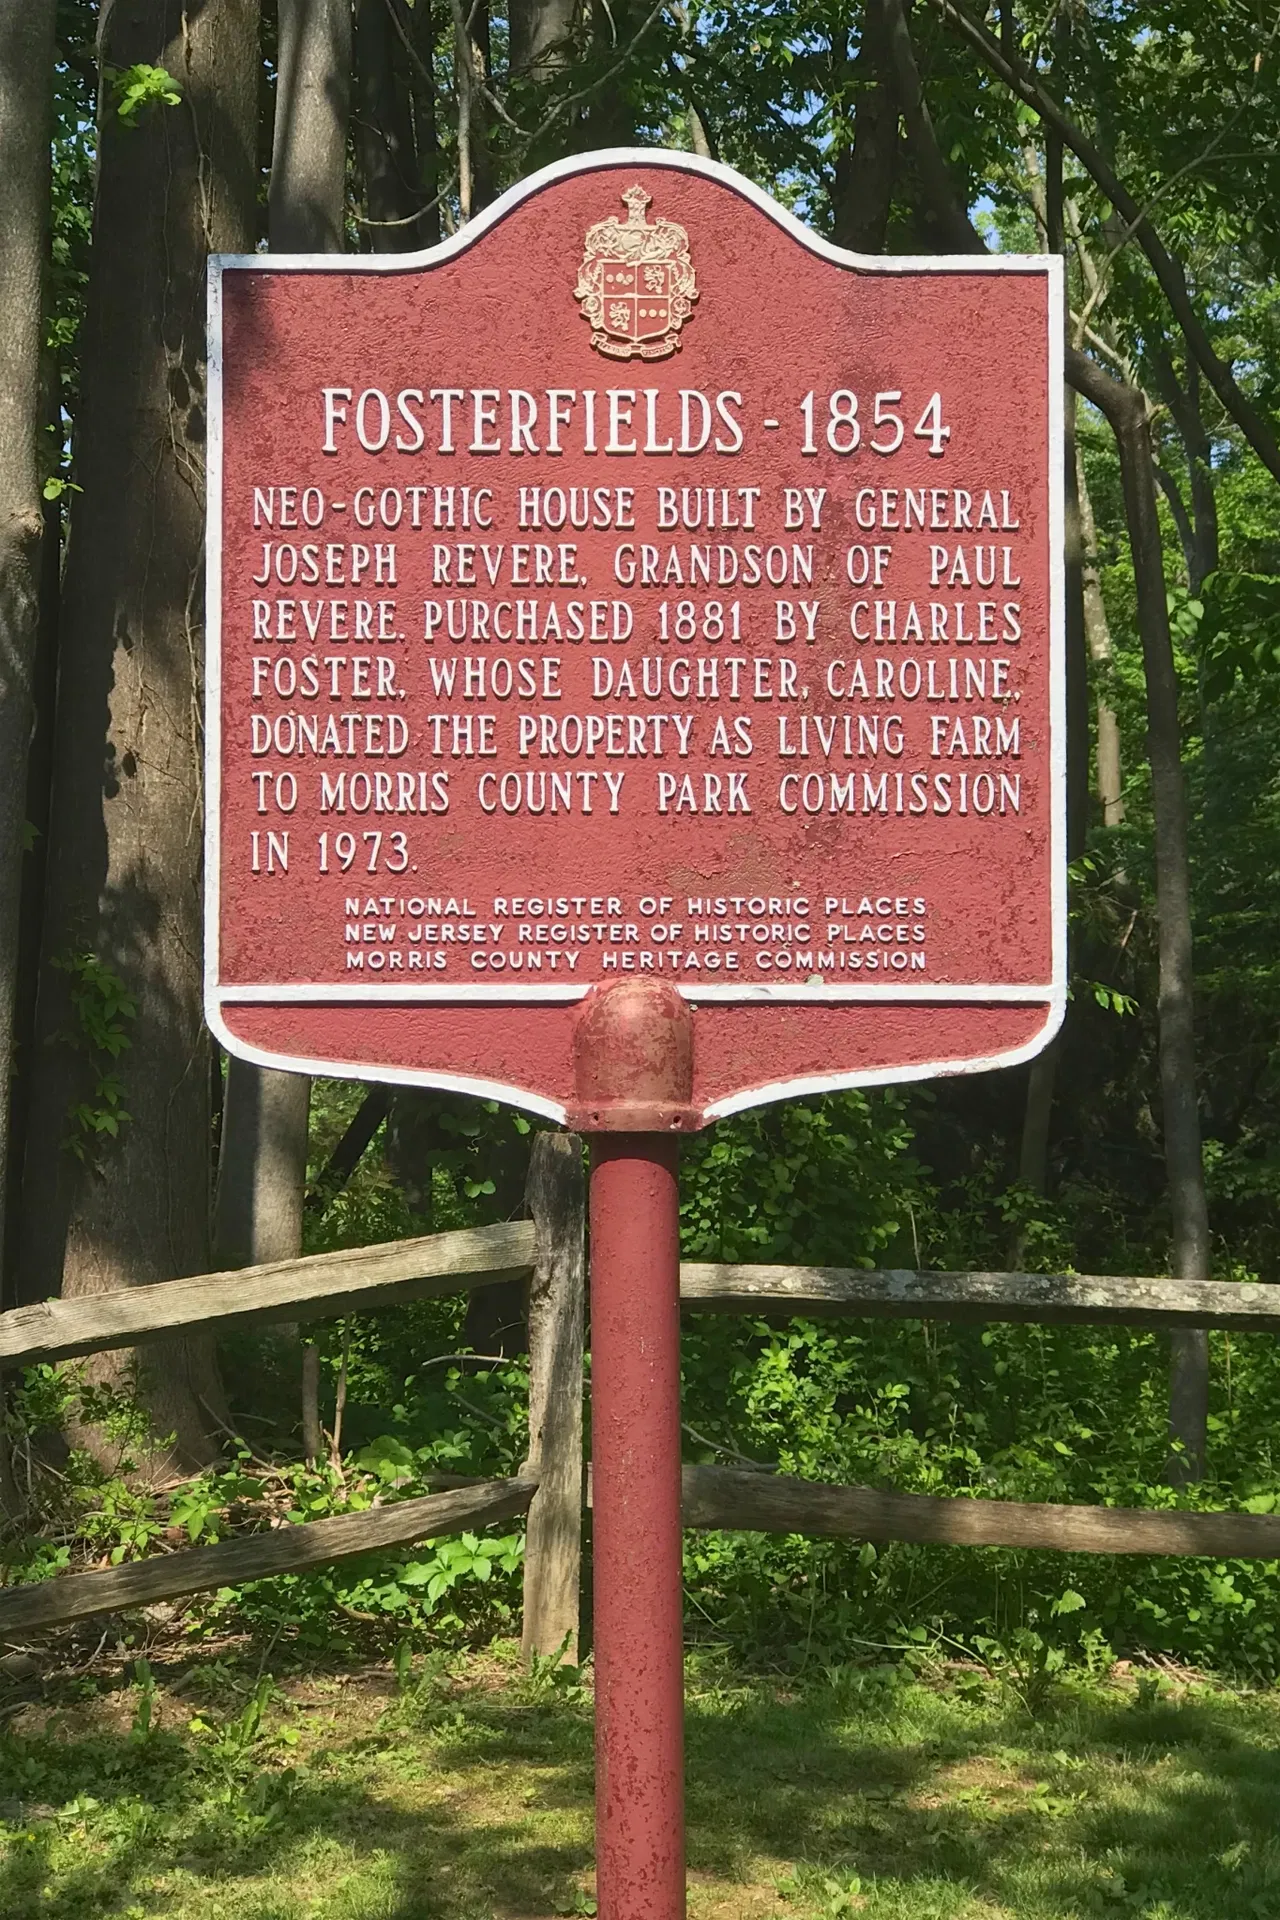 FOSTERFIELDS - 1854
NEO-GOTHIC HOUSE BUILT BY GENERAL
JOSEPH REVERE, GRANDSON OF PAUL
REVERE. PURCHASED 1881 BY CHARLES
FOSTER, WHOSE DAUGHTER, CAROLINE,
DONATED THE PROPERTY AS LIVING FARM
TO MORRIS COUNTY PARK COMMISSION
IN 1973.
NATIONAL REGISTER OF HISTORIC PLACES
NEW JERSEY REGISTER OF HISTORIC PLACES
MORRIS COUNTY HERITAGE COMMISSION